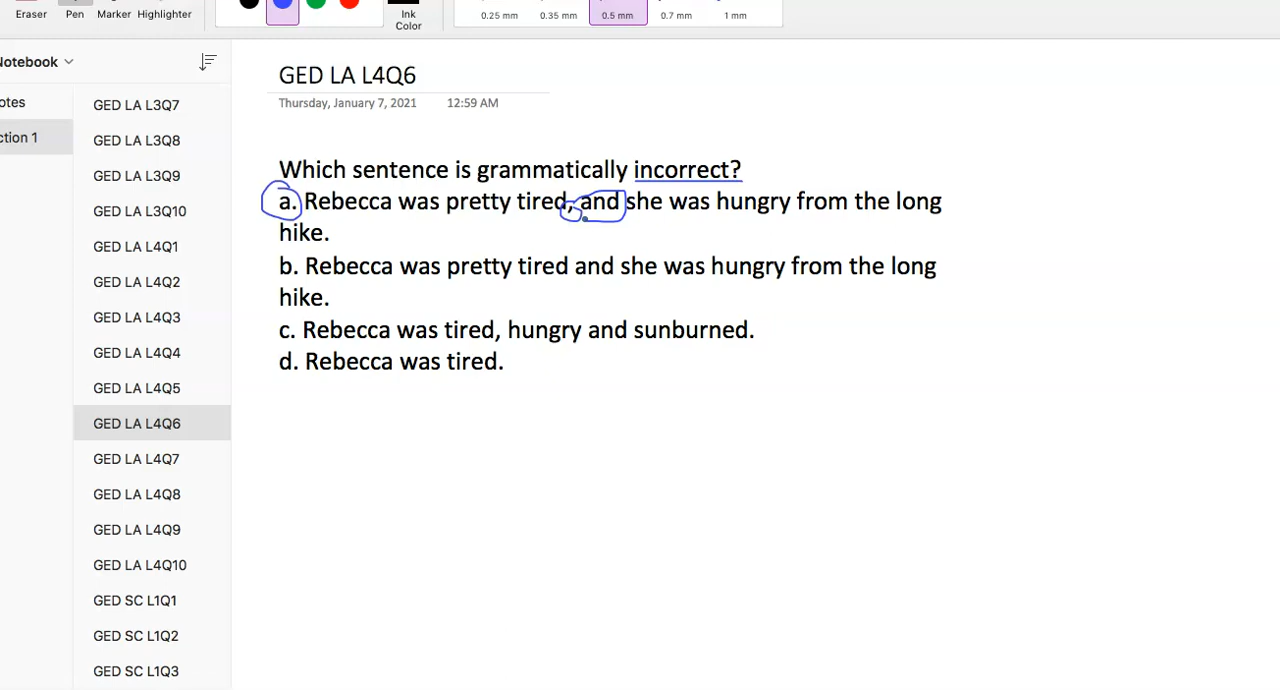 Eraser Pen Marker Highlighter
Ink
Color
0.25 mm 0.35 mm 0.5 mm 0.7 mm 1 mm
Notebook
otes
ction 1
GED LA L3Q7
GED LA L3Q8
GED LA L3Q9
GED LA L3Q10
GED LA L4Q1
GED LA L4Q2
GED LA L4Q3
GED LA L4Q4
GED LA L4Q5
GED LA L4Q6
GED LA L4Q7
GED LA L4Q8
GED LA L4Q9
GED LA L4Q10
GED SC L1Q1
GED SC L1Q2
GED SC L1Q3
GED LA L4Q6
Thursday, January 7, 2021 12:59 AM
Which sentence is grammatically incorrect?
a. Rebecca was pretty tired, and she was hungry from the long
hike.
b. Rebecca was pretty tired and she was hungry from the long
hike.
c. Rebecca was tired, hungry and sunburned.
d. Rebecca was tired.